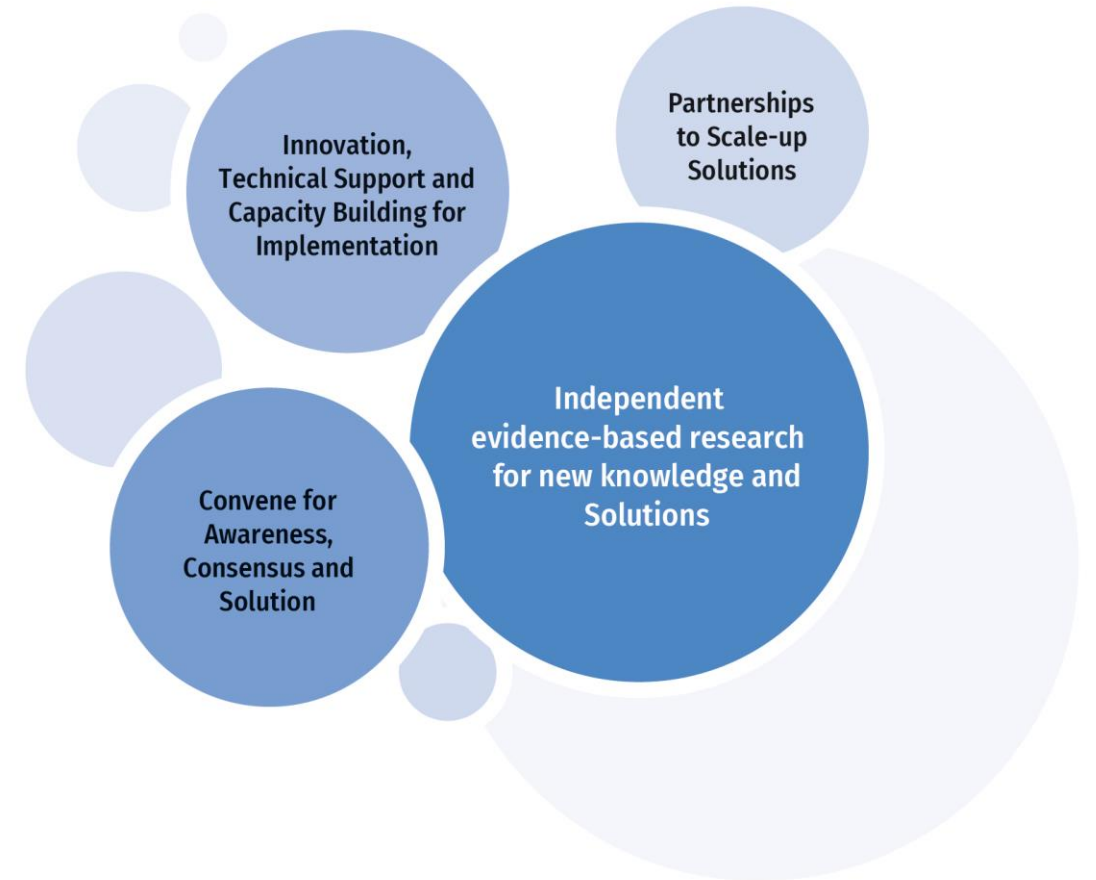 Innovation,
Technical Support and
Capacity Building for
Implementation
Partnerships
to Scale-up
Solutions
Independent
evidence-based research
for new knowledge and
Solutions
Convene for
Awareness,
Consensus and
Solution